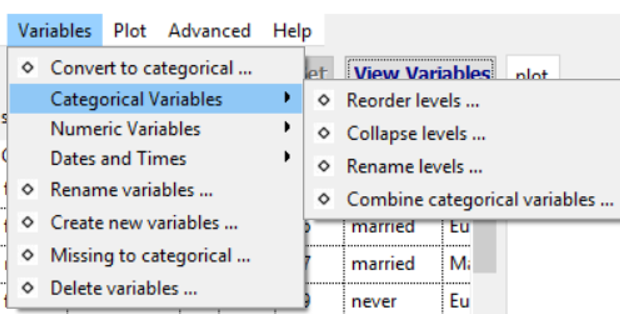 Variables Plot Advanced Help
Convert to categorical ...
Categorical Variables
Numeric Variables
Dates and Times
Rename variables ...
Create new variables ...
Missing to categorical ...
Delete variables ...
View Variables
plot
Reorder levels ...
Collapse levels ...
Rename levels ...
Combine categorical variables ...
married Eu
married
never Eu